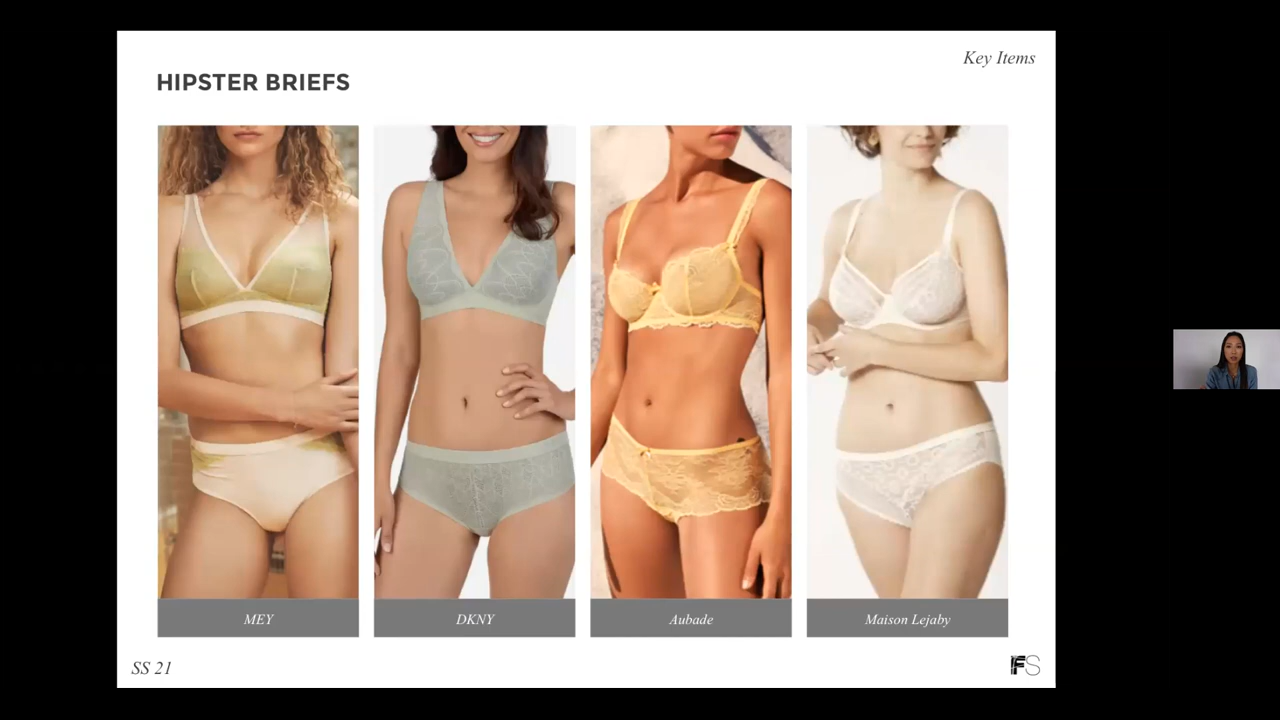 Key Items
HIPSTER BRIEFS
MEY
DKNY
Aubade
Maison Lejaby
SS 21
FS